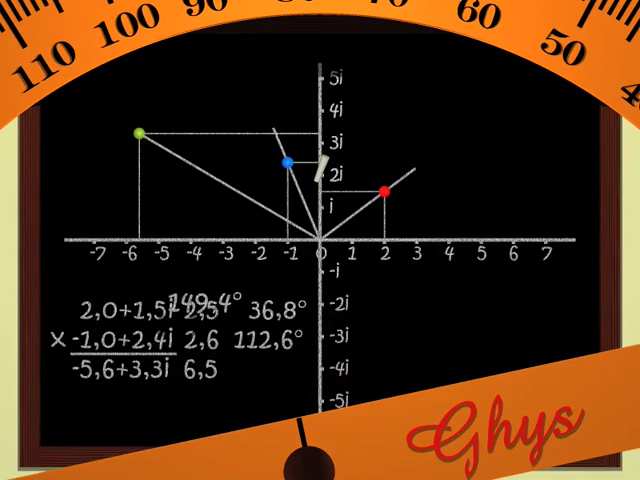 110 100 90 80 70 60 50 40
5i
4i
3i
2i
i
-7 -6 -5 -4 -3 -2 -1 0 1 2 3 4 5 6 7
-i
-2i
-3i
-4i
-5i
149,4°
2,0+1,5i 2,5 36,8°
x -1,0+2,4i 2,6 112,6°
-5,6+3,3i 6,5
Ghys